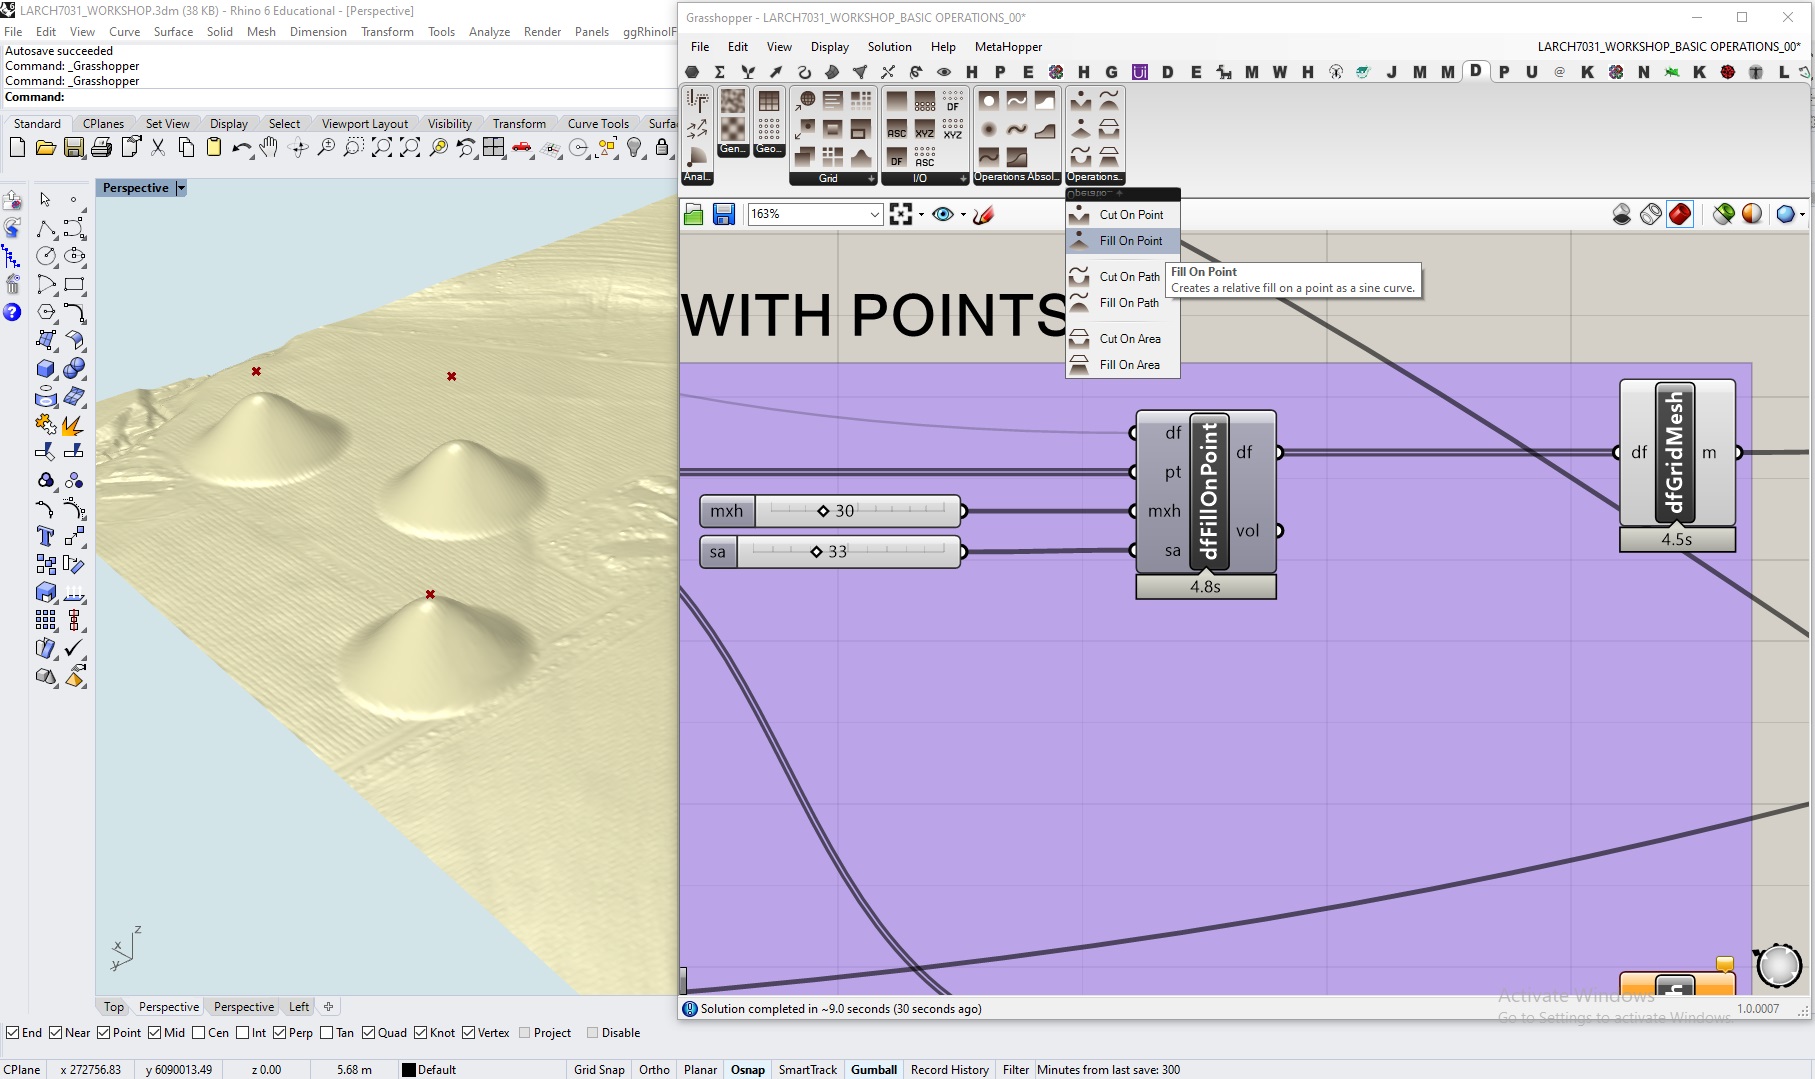 LARCH7031_WORKSHOP.3dm (38 KB) - Rhino 6 Educational - [Perspective]
File Edit View Curve Surface Solid Mesh Dimension Transform Tools Analyze Render Panels ggRhinoIF
Autosave succeeded
Command: _Grasshopper
Command: _Grasshopper
Command:
Standard CPlanes Set View Display Select Viewport Layout Visibility Transform Curve Tools Surfa
Perspective
z
x
y
Top Perspective Perspective Left
End Near Point Mid Cen Int Perp Tan Quad Knot Vertex Project Disable
CPlane x 272756.83 y 6090013.49 z 0.00 5.68 m Default Grid Snap Ortho Planar Osnap SmartTrack Gumball Record History Filter Minutes from last save: 300
Grasshopper - LARCH7031_WORKSHOP_BASIC OPERATIONS_00*
File Edit View Display Solution Help MetaHopper LARCH7031_WORKSHOP_BASIC OPERATIONS_00*
H P E H G Ui D E M W H J M M D P U @ K N K L
DF
ASC XYZ XYZ
DF ASC
Anal... Gen... Geo... Grid I/O Operations Absol... Operations...
163%
Cut On Point
Fill On Point
Cut On Path
Fill On Path
Cut On Area
Fill On Area
Fill On Point
Creates a relative fill on a point as a sine curve.
WITH POINTS
df
pt
mxh
sa
dfFillOnPoint
df
vol
4.8s
mxh 30
sa 33
df dfGridMesh m
4.5s
Activate Windows
Go to Settings to activate Windows.
Solution completed in ~9.0 seconds (30 seconds ago) 1.0.0007